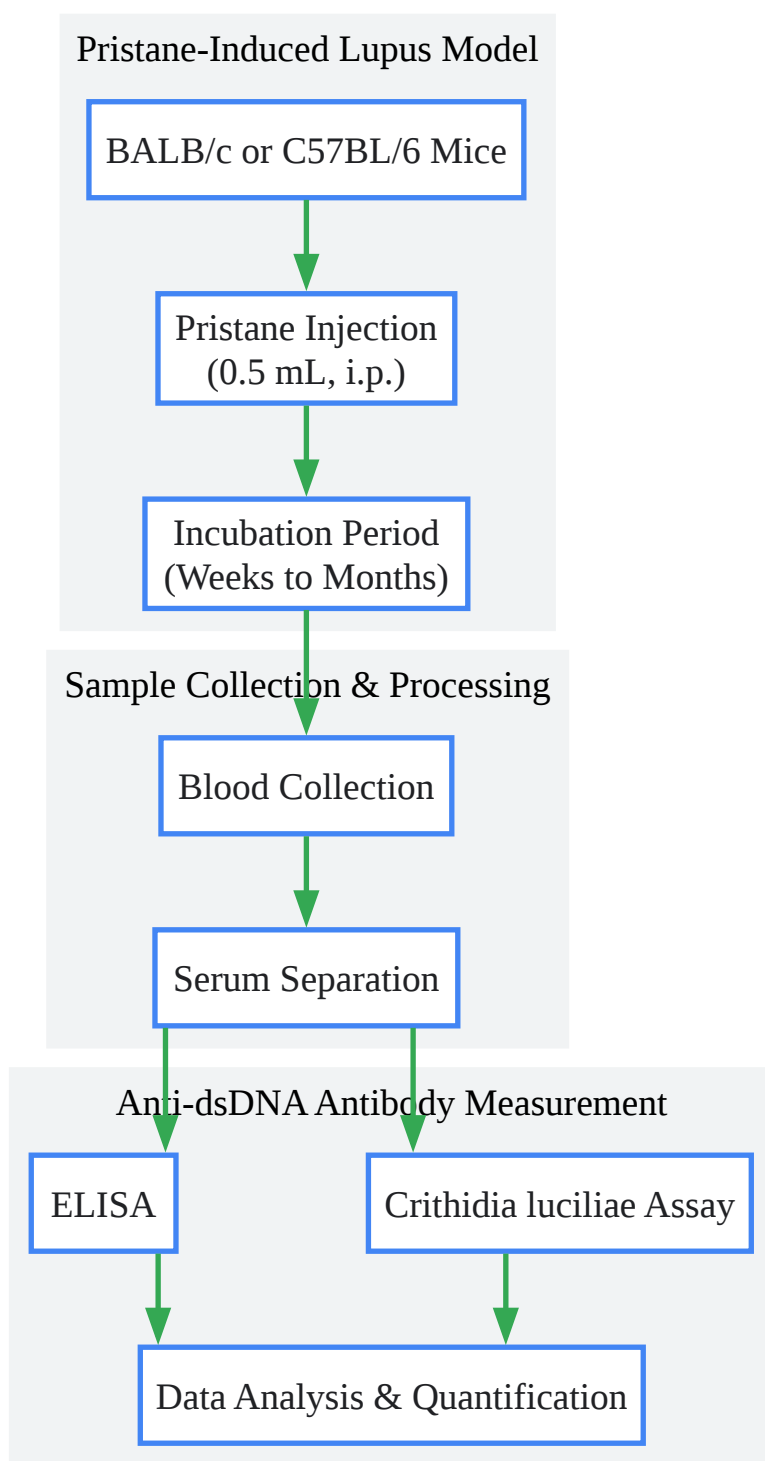 Pristane-Induced Lupus Model
BALB/c or C57BL/6 Mice
Pristane Injection
(0.5 mL, i.p.)
Incubation Period
(Weeks to Months)
Sample Collection & Processing
Blood Collection
Serum Separation
Anti-dsDNA Antibody Measurement
ELISA
Crithidia luciliae Assay
Data Analysis & Quantification